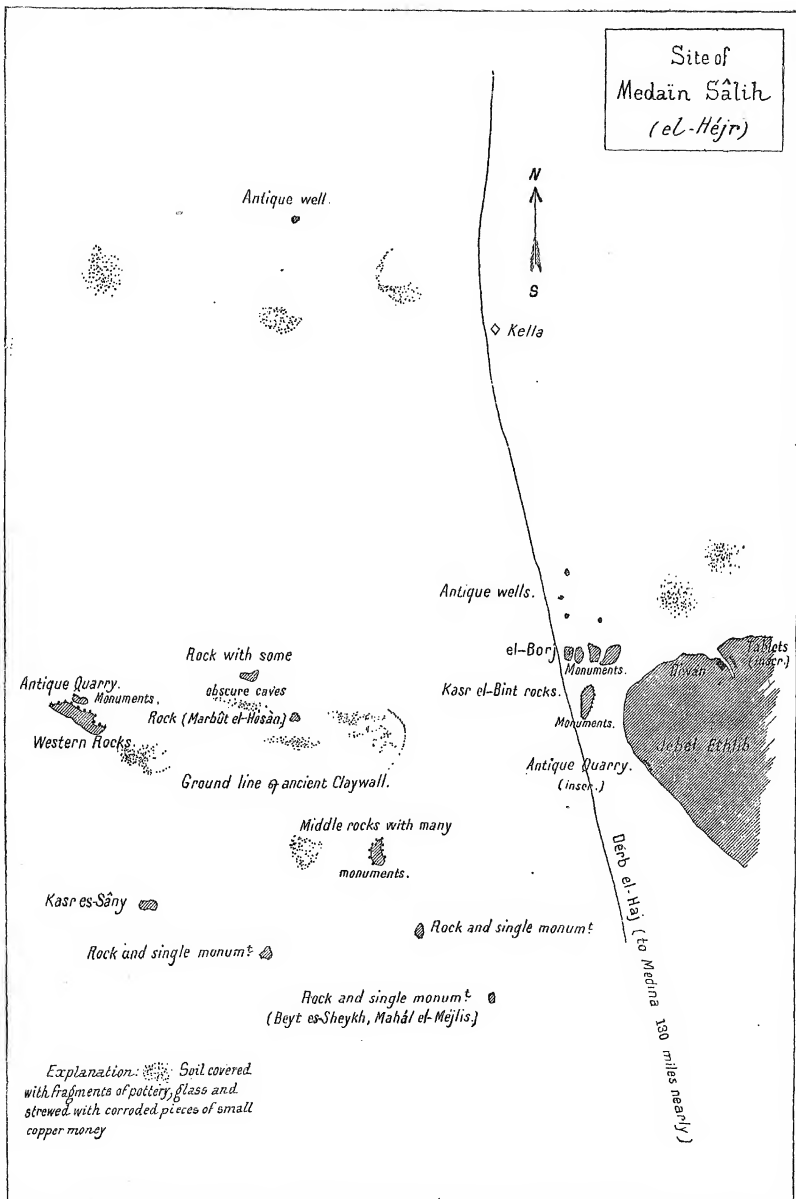 Site of
Medaïn Sâlih
(el-Héjr)
Antique well.
N
S
Kella
Antique wells.
el-Borj
Monuments.
Tablets
(inscr.)
Diwan
Rock with some
obscure caves
Antique Quarry.
Monuments.
Kasr el-Bint rocks.
Rock (Marbût el-Hosàn.)
Monuments.
Western Rocks.
Jebel Ethlib
Antique Quarry.
(inscr.)
Ground line of ancient Claywall.
Middle rocks with many
monuments.
Kasr es-Sâny
Rock and single monumt
Rock and single monumt
Rock and single monumt
(Beyt es-Sheykh, Mahâl el-Mejlis.)
Dérb el-Haj (to Medina 130 miles nearly)
Explanation: Soil covered
with fragments of pottery, glass and
strewed with corroded pieces of small
copper money